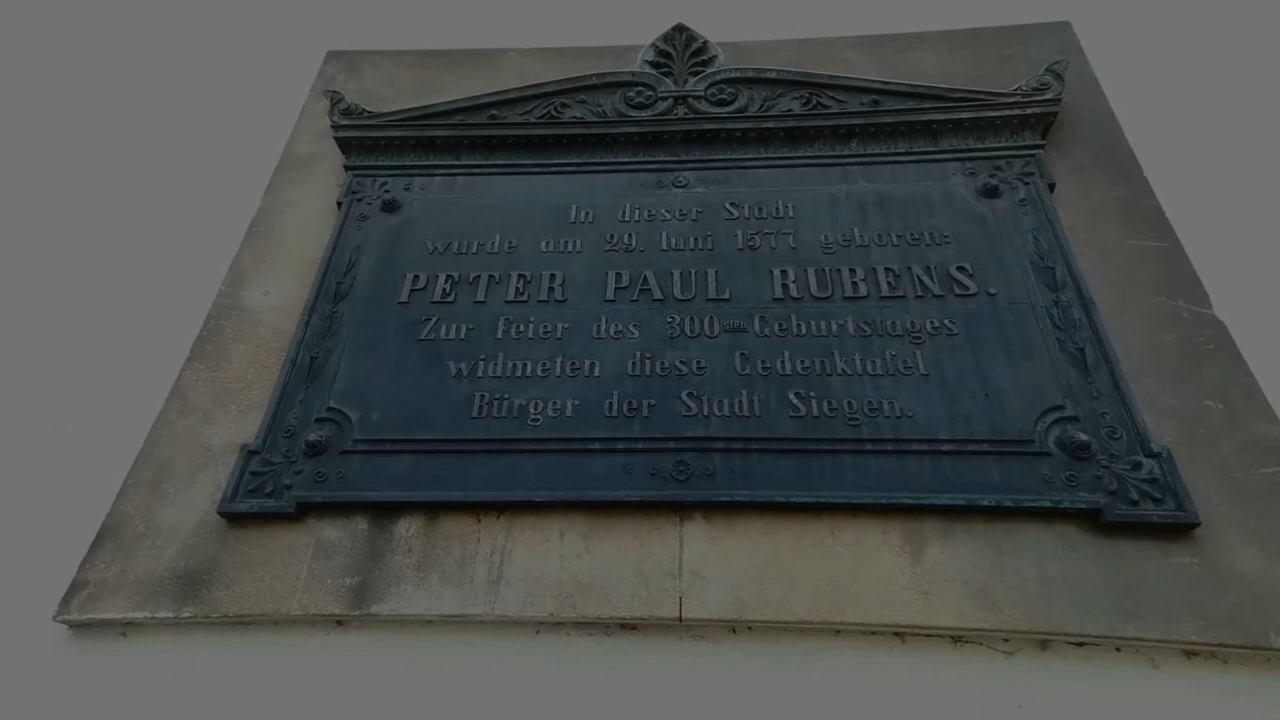 In dieser Stadt
wurde am 29. Iuni 1577 geboren:
PETER PAUL RUBENS.
Zur Feier des 300sten Geburtstages
widmeten diese Gedenktafel
Bürger der Stadt Siegen.